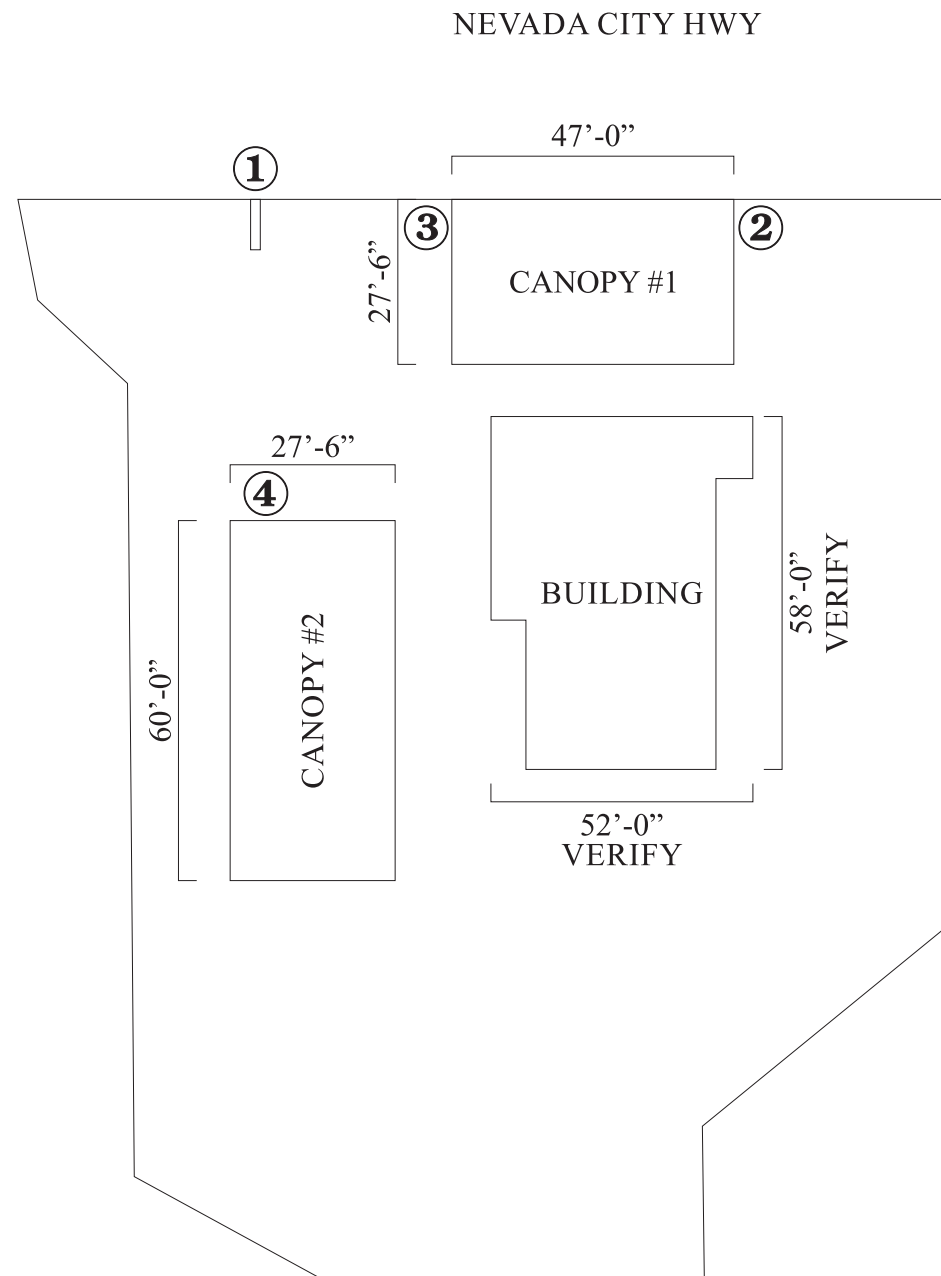 NEVADA CITY HWY
47’-0”
1
3
2
27’-6”
CANOPY #1
27’-6”
4
BUILDING
58’-0”
VERIFY
CANOPY #2
60’-0”
52’-0”
VERIFY